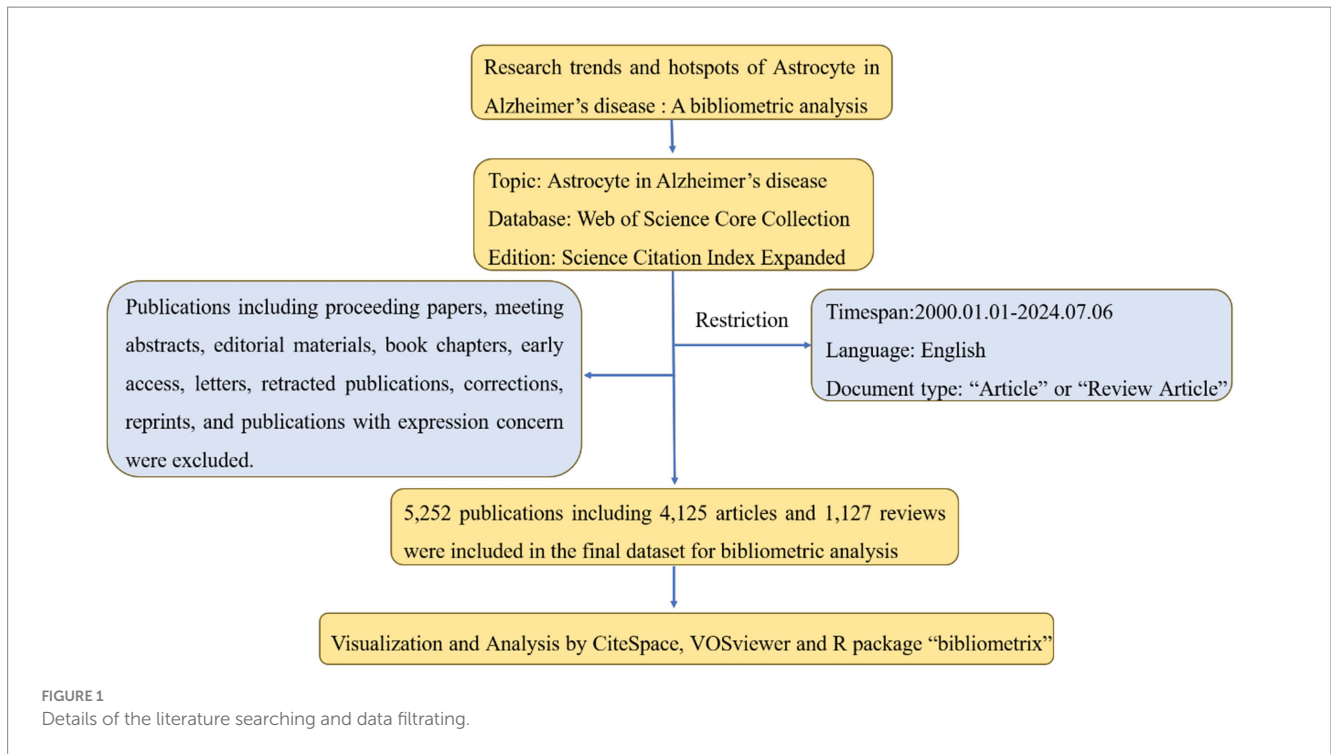 Research trends and hotspots of Astrocyte in
Alzheimer’s disease : A bibliometric analysis
Topic: Astrocyte in Alzheimer’s disease
Database: Web of Science Core Collection
Edition: Science Citation Index Expanded
Publications including proceeding papers, meeting
abstracts, editorial materials, book chapters, early
access, letters, retracted publications, corrections,
reprints, and publications with expression concern
were excluded.
Restriction
Timespan:2000.01.01-2024.07.06
Language: English
Document type: “Article” or “Review Article”
5,252 publications including 4,125 articles and 1,127 reviews
were included in the final dataset for bibliometric analysis
Visualization and Analysis by CiteSpace, VOSviewer and R package “bibliometrix”
FIGURE 1
Details of the literature searching and data filtrating.